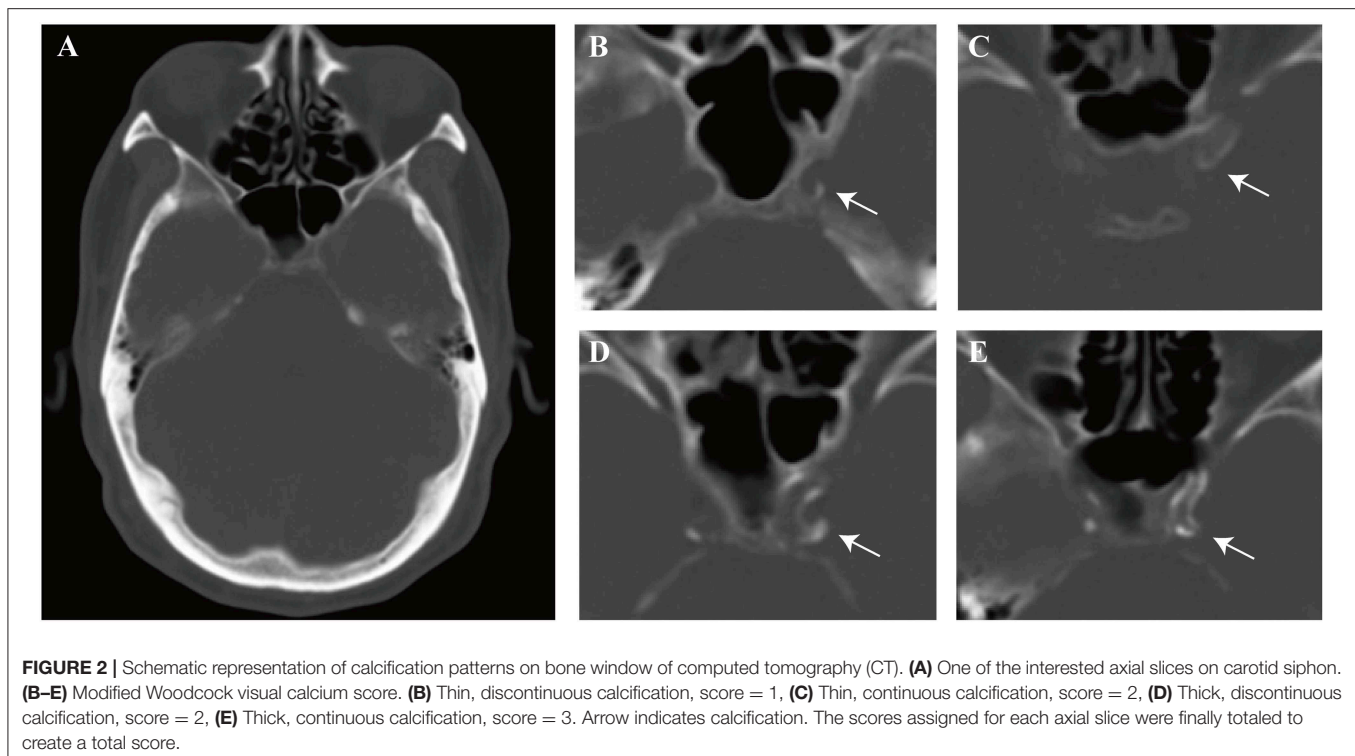 A
B
C
D
E
FIGURE 2 | Schematic representation of calcification patterns on bone window of computed tomography (CT). (A) One of the interested axial slices on carotid siphon.
(B–E) Modified Woodcock visual calcium score. (B) Thin, discontinuous calcification, score = 1, (C) Thin, continuous calcification, score = 2, (D) Thick, discontinuous
calcification, score = 2, (E) Thick, continuous calcification, score = 3. Arrow indicates calcification. The scores assigned for each axial slice were finally totaled to
create a total score.